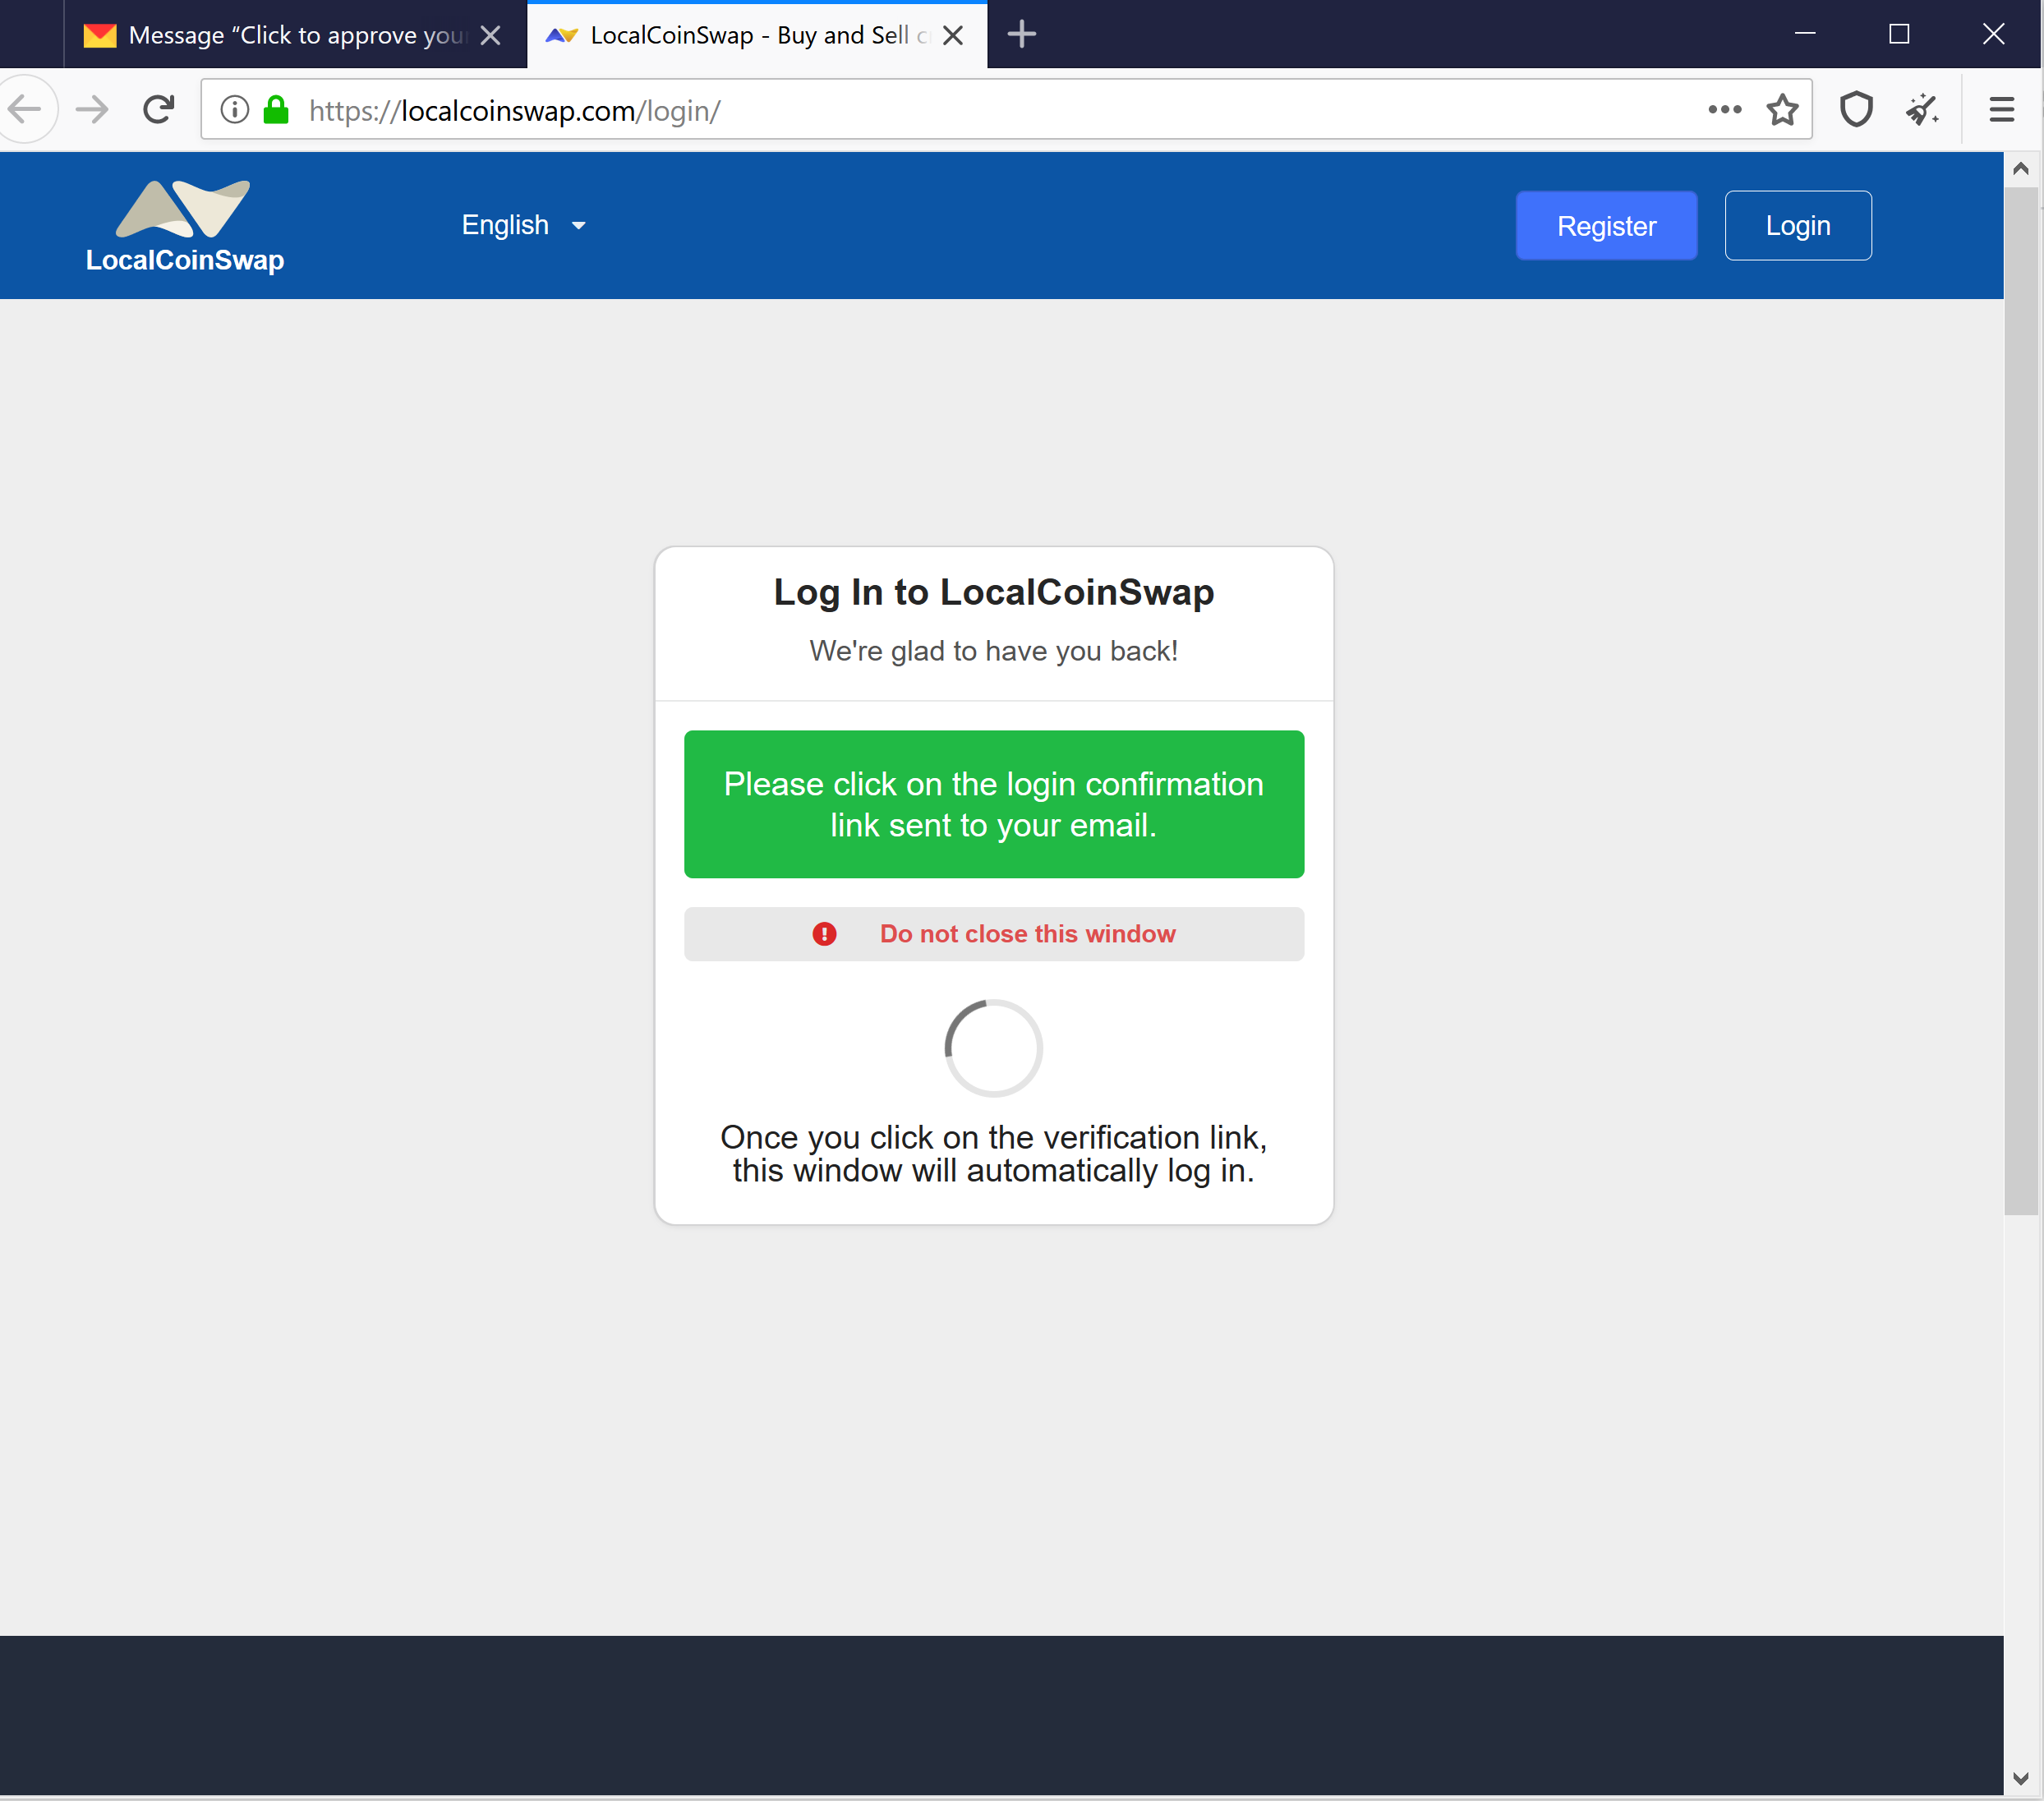 Message “Click to approve your
LocalCoinSwap - Buy and Sell c
https://localcoinswap.com/login/
LocalCoinSwap
English
Register
Login
Log In to LocalCoinSwap
We're glad to have you back!
Please click on the login confirmation
link sent to your email.
Do not close this window
Once you click on the verification link,
this window will automatically log in.